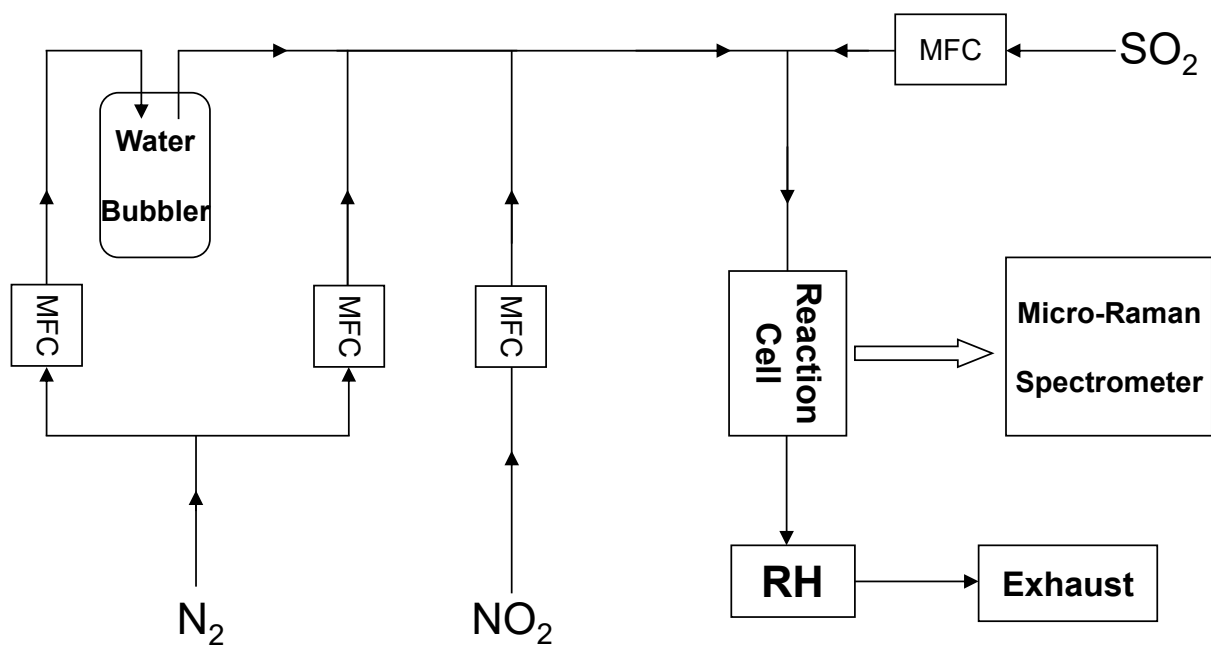 MFC
SO₂
Water
Bubbler
MFC
MFC
MFC
Reaction
Cell
Micro-Raman
Spectrometer
RH
Exhaust
N₂
NO₂